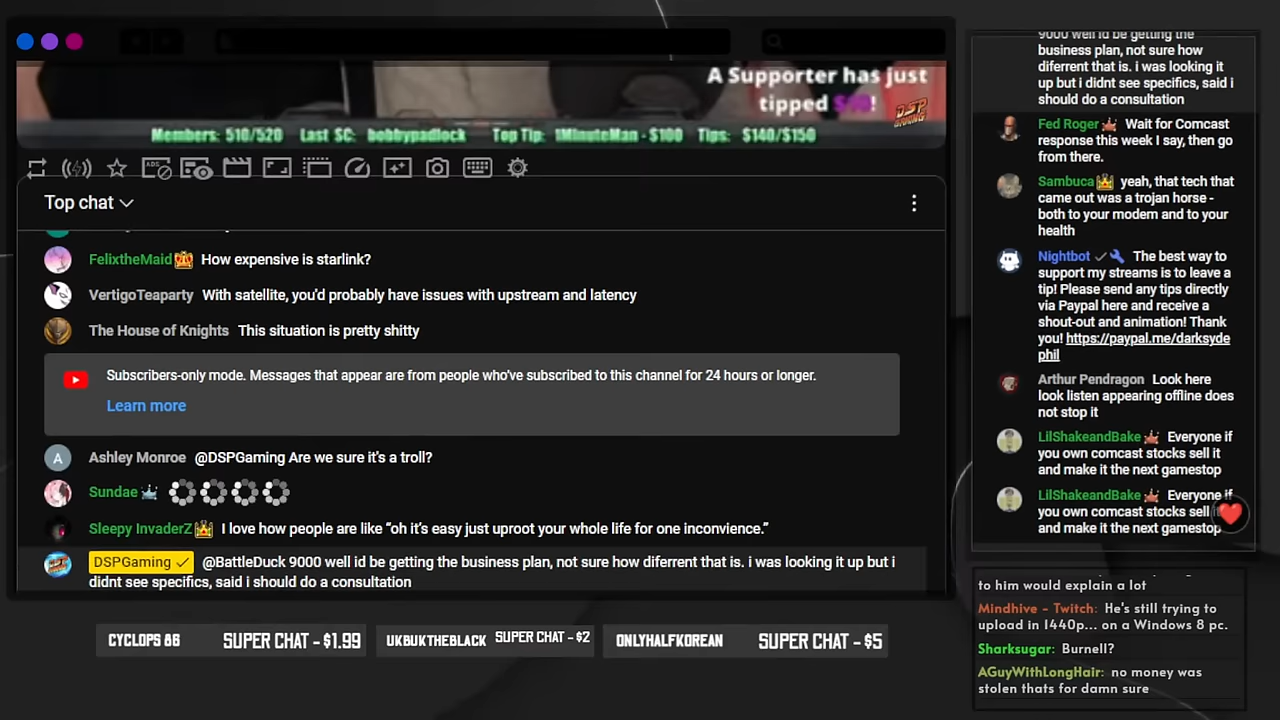 A Supporter has just
tipped $10!
DSP
GAMING
Members: 510/520 Last SC: bobbypadlock Top Tip: 1MinuteMan - $100 Tips: $140/$150
ADS
Top chat
FelixtheMaid How expensive is starlink?
VertigoTeaparty With satellite, you'd probably have issues with upstream and latency
The House of Knights This situation is pretty shitty
Subscribers-only mode. Messages that appear are from people who've subscribed to this channel for 24 hours or longer.
Learn more
A Ashley Monroe @DSPGaming Are we sure it's a troll?
Sundae
Sleepy InvaderZ I love how people are like “oh it's easy just uproot your whole life for one inconvience.”
DSPGaming @BattleDuck 9000 well id be getting the business plan, not sure how diferrent that is. i was looking it up but i
didnt see specifics, said i should do a consultation
CYCLOPS 86 SUPER CHAT - $1.99 UKBUKTHEBLACK SUPER CHAT - $2 ONLYHALFKOREAN SUPER CHAT - $5
9000 well id be getting the
business plan, not sure how
diferrent that is. i was looking it
up but i didnt see specifics, said i
should do a consultation
Fed Roger Wait for Comcast
response this week I say, then go
from there.
Sambuca yeah, that tech that
came out was a trojan horse -
both to your modem and to your
health
Nightbot The best way to
support my streams is to leave a
tip! Please send any tips directly
via Paypal here and receive a
shout-out and animation! Thank
you! https://paypal.me/darksyde
phil
Arthur Pendragon Look here
look listen appearing offline does
not stop it
LilShakeandBake Everyone if
you own comcast stocks sell it
and make it the next gamestop
LilShakeandBake Everyone if
you own comcast stocks sell
and make it the next gamestop
to him would explain a lot
Mindhive - Twitch: He's still trying to
upload in 1440p... on a Windows 8 pc.
Sharksugar: Burnell?
AGuyWithLongHair: no money was
stolen thats for damn sure